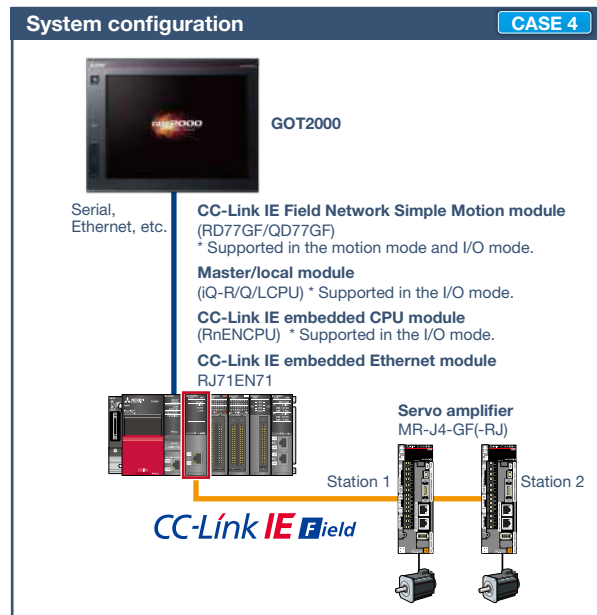 System configuration
CASE 4
GOT2000
Serial,
Ethernet, etc.
CC-Link IE Field Network Simple Motion module
(RD77GF/QD77GF)
* Supported in the motion mode and I/O mode.
Master/local module
(iQ-R/Q/LCPU) * Supported in the I/O mode.
CC-Link IE embedded CPU module
(RnENCPU) * Supported in the I/O mode.
CC-Link IE embedded Ethernet module
RJ71EN71
Servo amplifier
MR-J4-GF(-RJ)
Station 1
Station 2
CC-Link IE Field